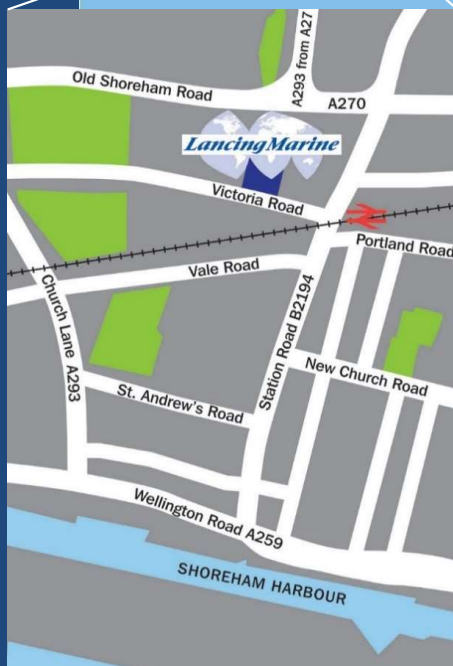 A293 from A27
Old Shoreham Road
A270
LancingMarine
Victoria Road
Portland Road
Vale Road
Church Lane A293
Station Road B2194
New Church Road
St. Andrew's Road
Wellington Road A259
SHOREHAM HARBOUR